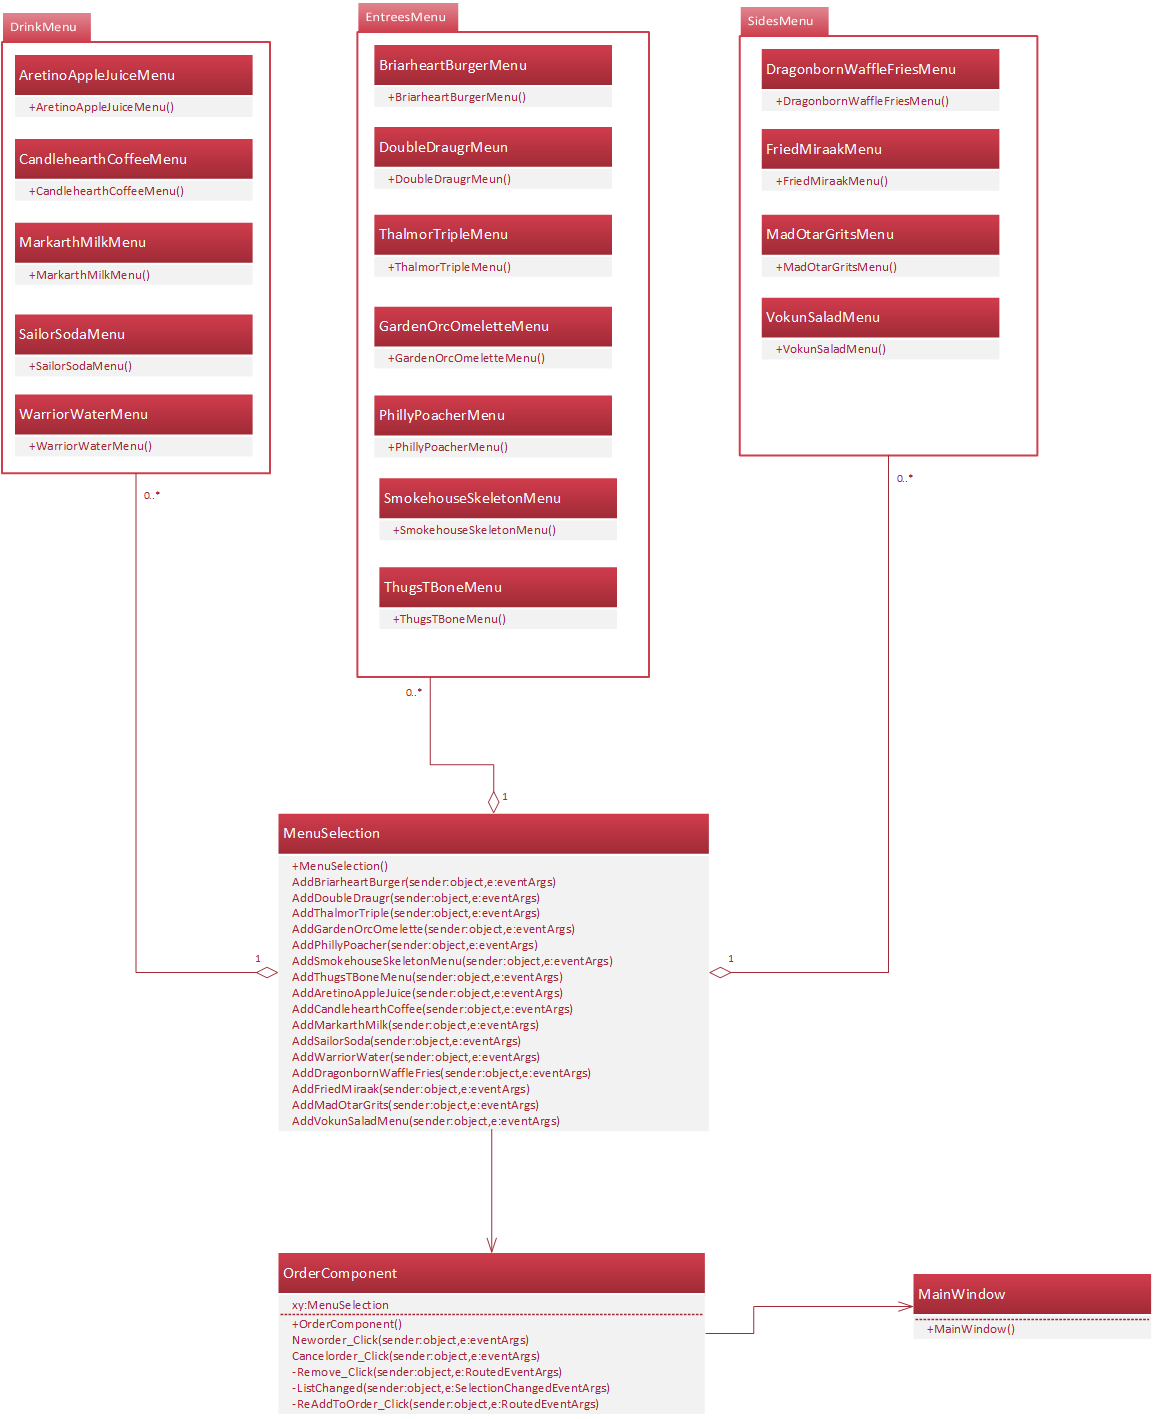 DrinkMenu
AretinoAppleJuiceMenu
+AretinoAppleJuiceMenu()
CandlehearthCoffeeMenu
+CandlehearthCoffeeMenu()
MarkarthMilkMenu
+MarkarthMilkMenu()
SailorSodaMenu
+SailorSodaMenu()
WarriorWaterMenu
+WarriorWaterMenu()
0..*
EntreesMenu
BriarheartBurgerMenu
+BriarheartBurgerMenu()
DoubleDraugrMeun
+DoubleDraugrMeun()
ThalmorTripleMenu
+ThalmorTripleMenu()
GardenOrcOmeletteMenu
+GardenOrcOmeletteMenu()
PhillyPoacherMenu
+PhillyPoacherMenu()
SmokehouseSkeletonMenu
+SmokehouseSkeletonMenu()
ThugsTBoneMenu
+ThugsTBoneMenu()
0..*
SidesMenu
DragonbornWaffleFriesMenu
+DragonbornWaffleFriesMenu()
FriedMiraakMenu
+FriedMiraakMenu()
MadOtarGritsMenu
+MadOtarGritsMenu()
VokunSaladMenu
+VokunSaladMenu()
0..*
1
1
1
MenuSelection
+MenuSelection()
AddBriarheartBurger(sender:object,e:eventArgs)
AddDoubleDraugr(sender:object,e:eventArgs)
AddThalmorTriple(sender:object,e:eventArgs)
AddGardenOrcOmelette(sender:object,e:eventArgs)
AddPhillyPoacher(sender:object,e:eventArgs)
AddSmokehouseSkeletonMenu(sender:object,e:eventArgs)
AddThugsTBoneMenu(sender:object,e:eventArgs)
AddAretinoAppleJuice(sender:object,e:eventArgs)
AddCandlehearthCoffee(sender:object,e:eventArgs)
AddMarkarthMilk(sender:object,e:eventArgs)
AddSailorSoda(sender:object,e:eventArgs)
AddWarriorWater(sender:object,e:eventArgs)
AddDragonbornWaffleFries(sender:object,e:eventArgs)
AddFriedMiraak(sender:object,e:eventArgs)
AddMadOtarGrits(sender:object,e:eventArgs)
AddVokunSaladMenu(sender:object,e:eventArgs)
OrderComponent
xy:MenuSelection
+OrderComponent()
Neworder_Click(sender:object,e:eventArgs)
Cancelorder_Click(sender:object,e:eventArgs)
-Remove_Click(sender:object,e:RoutedEventArgs)
-ListChanged(sender:object,e:SelectionChangedEventArgs)
-ReAddToOrder_Click(sender:object,e:RoutedEventArgs)
MainWindow
+MainWindow()